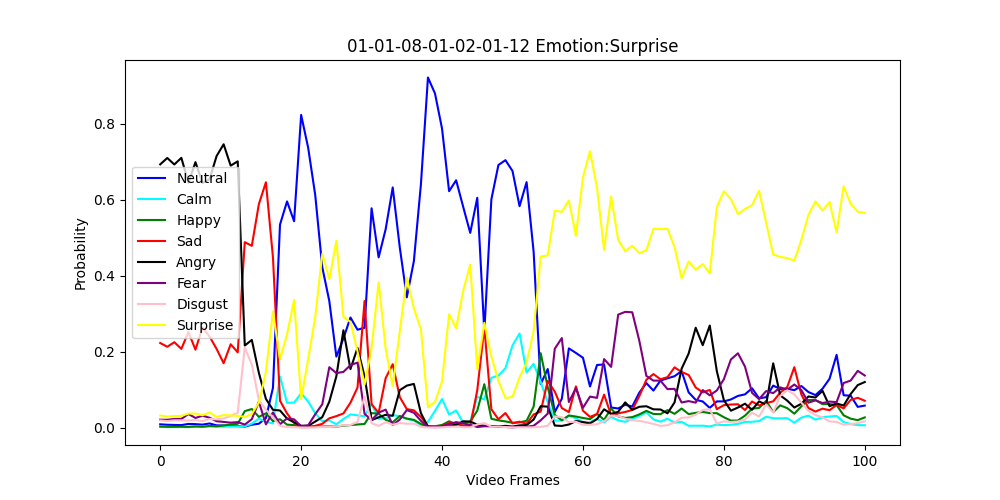 01-01-08-01-02-01-12 Emotion:Surprise
Probability
0.8
0.6
0.4
0.2
0.0
Neutral
Calm
Happy
Sad
Angry
Fear
Disgust
Surprise
0 20 40 60 80 100
Video Frames